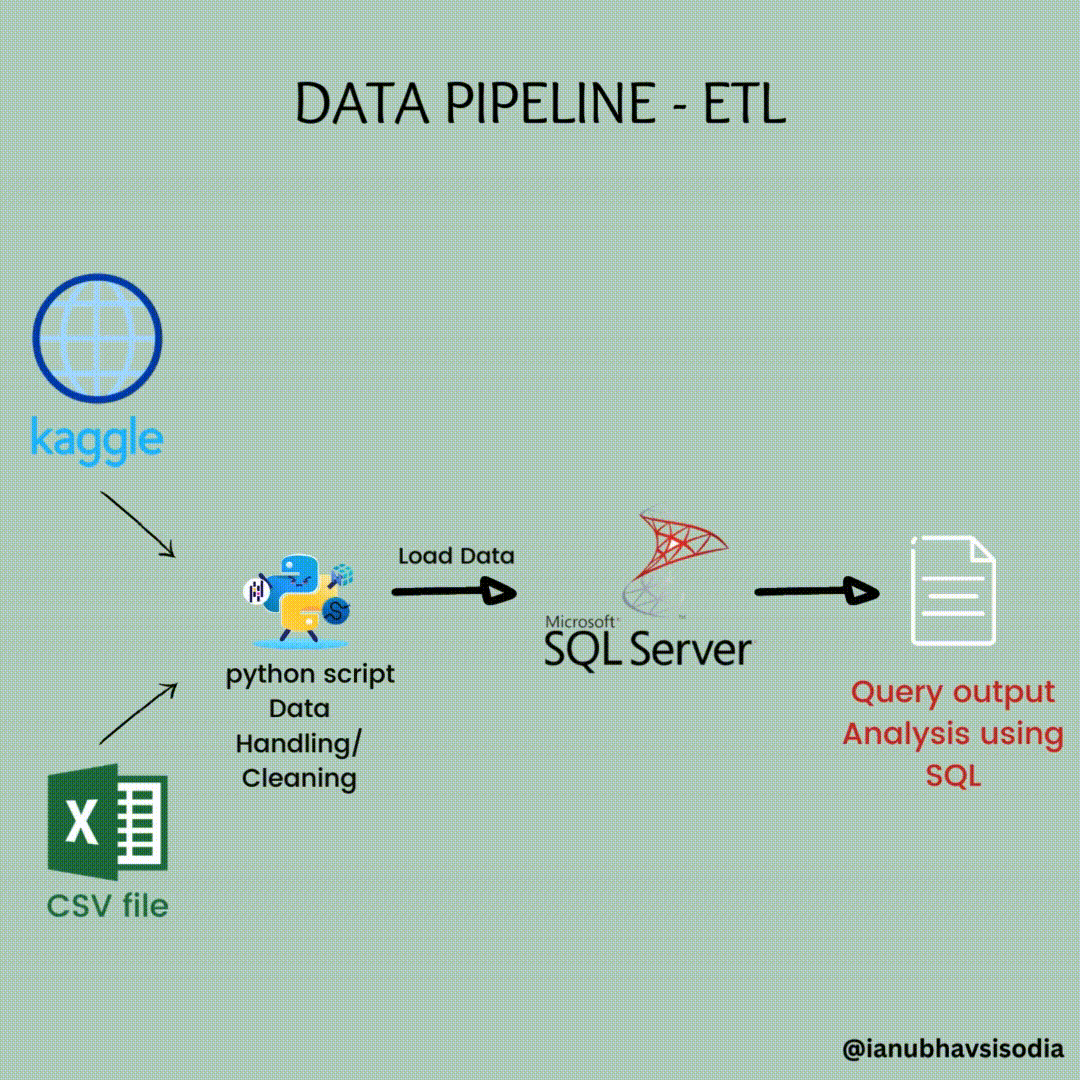 DATA PIPELINE - ETL
kaggle
Load Data
Microsoft
SQL Server
python script
Data
Handling/
Cleaning
Query output
Analysis using
SQL
X
CSV file
@ianubhavsisodia